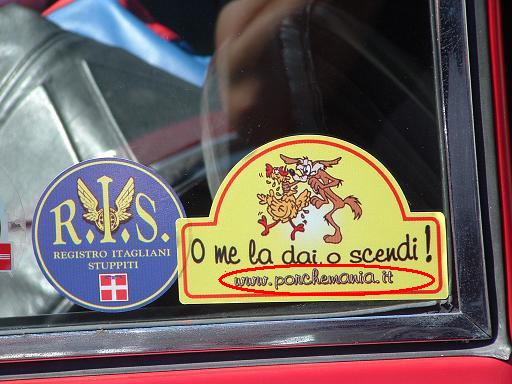 R.I.S.
REGISTRO ITAGLIANI
STUPPITI
O me la dai o scendi!
www.porchemania.it